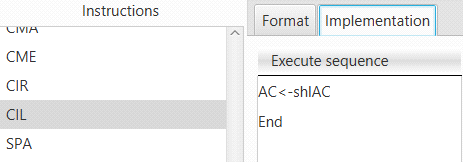 Instructions
CMA
CME
CIR
CIL
SPA
Format
Implementation
Execute sequence
AC<-shlAC
End